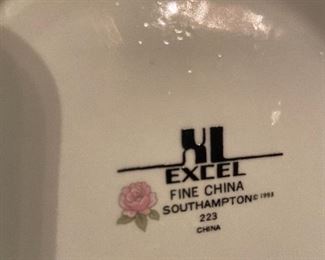 XL
EXCEL
FINE CHINA
SOUTHAMPTON © 1993
223
CHINA